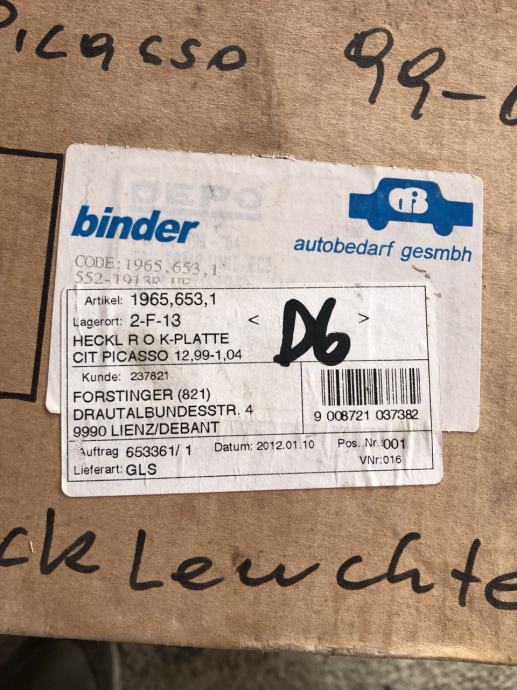 Picasso 99-
binder
autobedarf gesmbh
CODE:1965,653,1
Artikel: 1965,653,1
Lagerort: 2-F-13 < D6 >
HECKL R O K-PLATTE
CIT PICASSO 12,99-1,04
Kunde: 237821
FORSTINGER (821)
DRAUTALBUNDESSTR. 4
9990 LIENZ/DEBANT
9 008721 037382
Auftrag 653361/ 1 Datum: 2012.01.10 Pos. Nr.:001
VNr:016
Lieferart: GLS
ck Leuchte